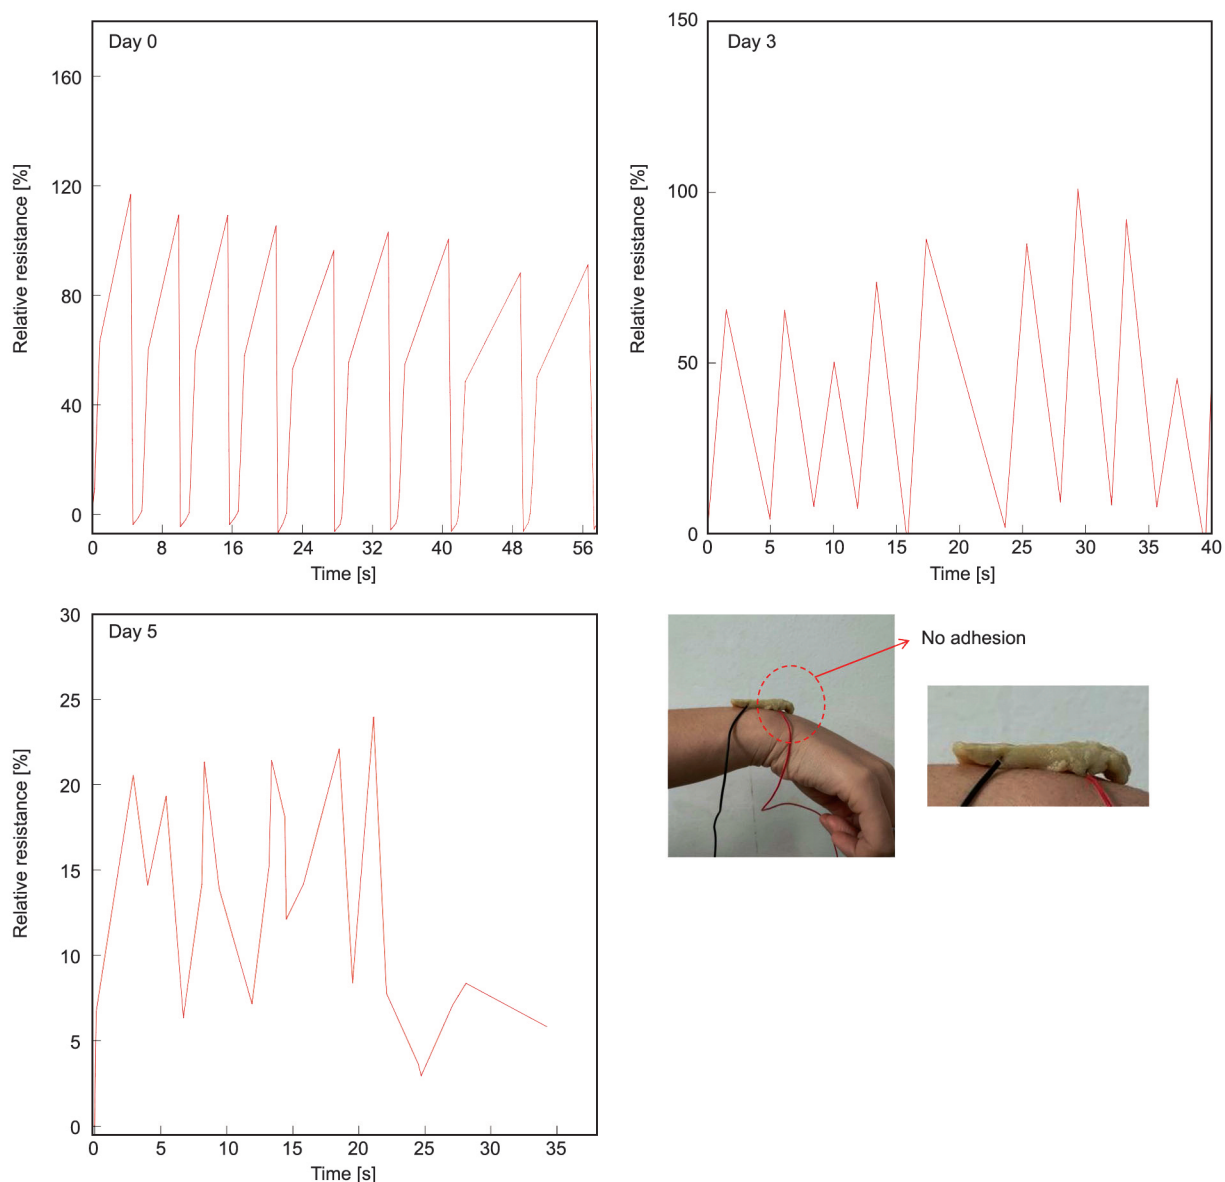 Day 0
160
120
80
40
0
0 8 16 24 32 40 48 56
Relative resistance [%]
Time [s]
Day 3
150
100
50
0
0 5 10 15 20 25 30 35 40
Relative resistance [%]
Time [s]
Day 5
30
25
20
15
10
5
0
0 5 10 15 20 25 30 35
Relative resistance [%]
Time [s]
No adhesion